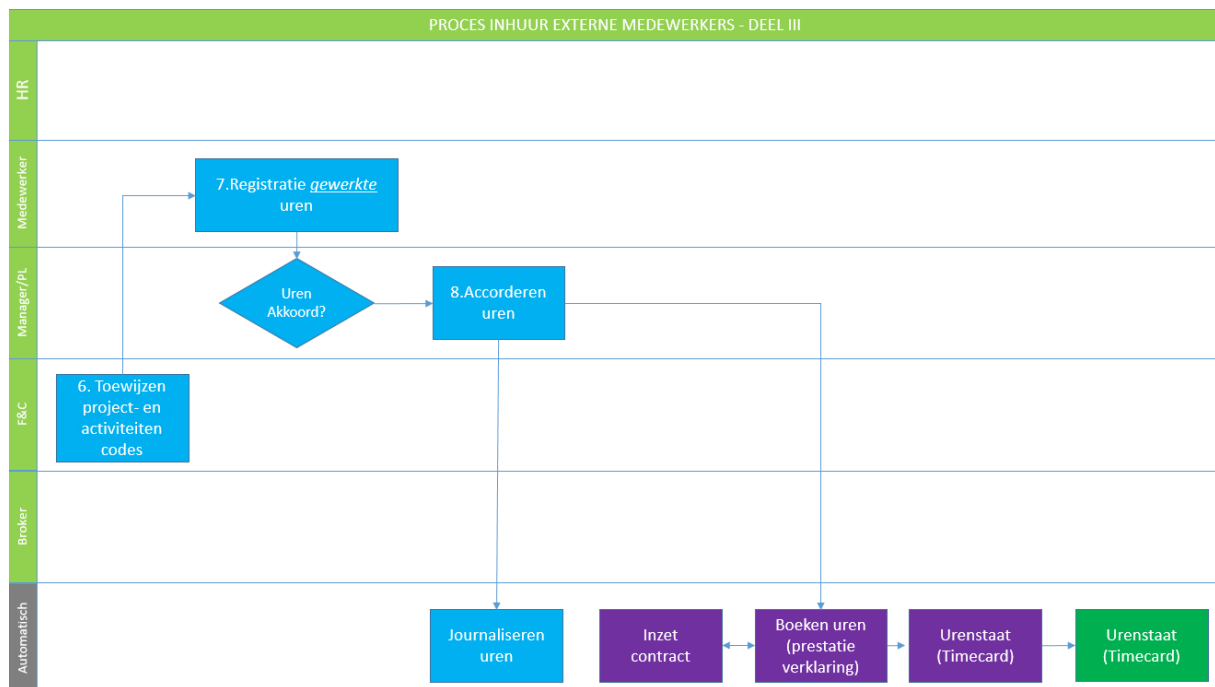 PROCES INHUUR EXTERNE MEDEWERKERS - DEEL III
HR
Medewerker
7.Registratie gewerkte
uren
Manager/PL
Uren
Akkoord?
8.Accorderen
uren
F&C
6. Toewijzen
project- en
activiteiten
codes
Broker
Automatisch
Journaliseren
uren
Inzet
contract
Boeken uren
(prestatie
verklaring)
Urenstaat
(Timecard)
Urenstaat
(Timecard)